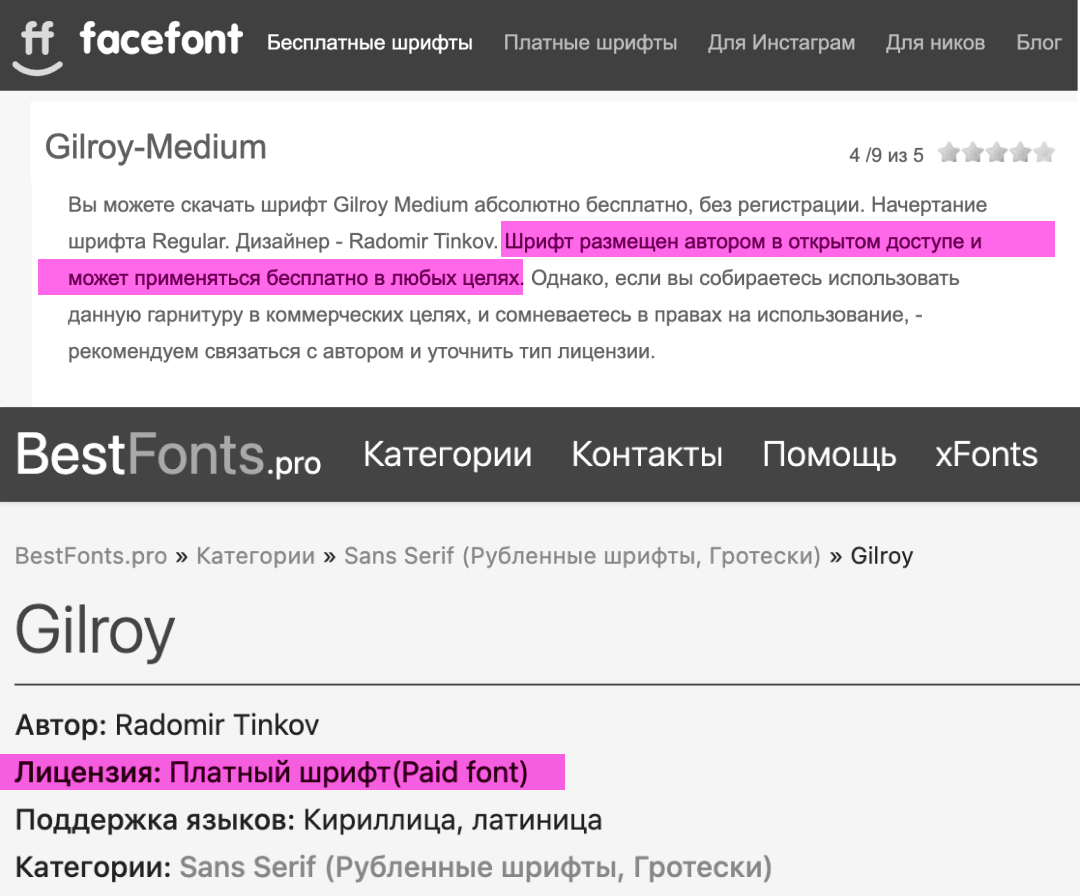 facefont Бесплатные шрифты Платные шрифты Для Инстаграм Для ников Блог
Gilroy-Medium
4 /9 из 5
Вы можете скачать шрифт Gilroy Medium абсолютно бесплатно, без регистрации. Начертание
шрифта Regular. Дизайнер - Radomir Tinkov. Шрифт размещен автором в открытом доступе и
может применяться бесплатно в любых целях. Однако, если вы собираетесь использовать
данную гарнитуру в коммерческих целях, и сомневаетесь в правах на использование, -
рекомендуем связаться с автором и уточнить тип лицензии.
BestFonts.pro Категории Контакты Помощь xFonts
BestFonts.pro » Категории » Sans Serif (Рубленные шрифты, Гротески) » Gilroy
Gilroy
Автор: Radomir Tinkov
Лицензия: Платный шрифт(Paid font)
Поддержка языков: Кириллица, латиница
Категории: Sans Serif (Рубленные шрифты, Гротески)